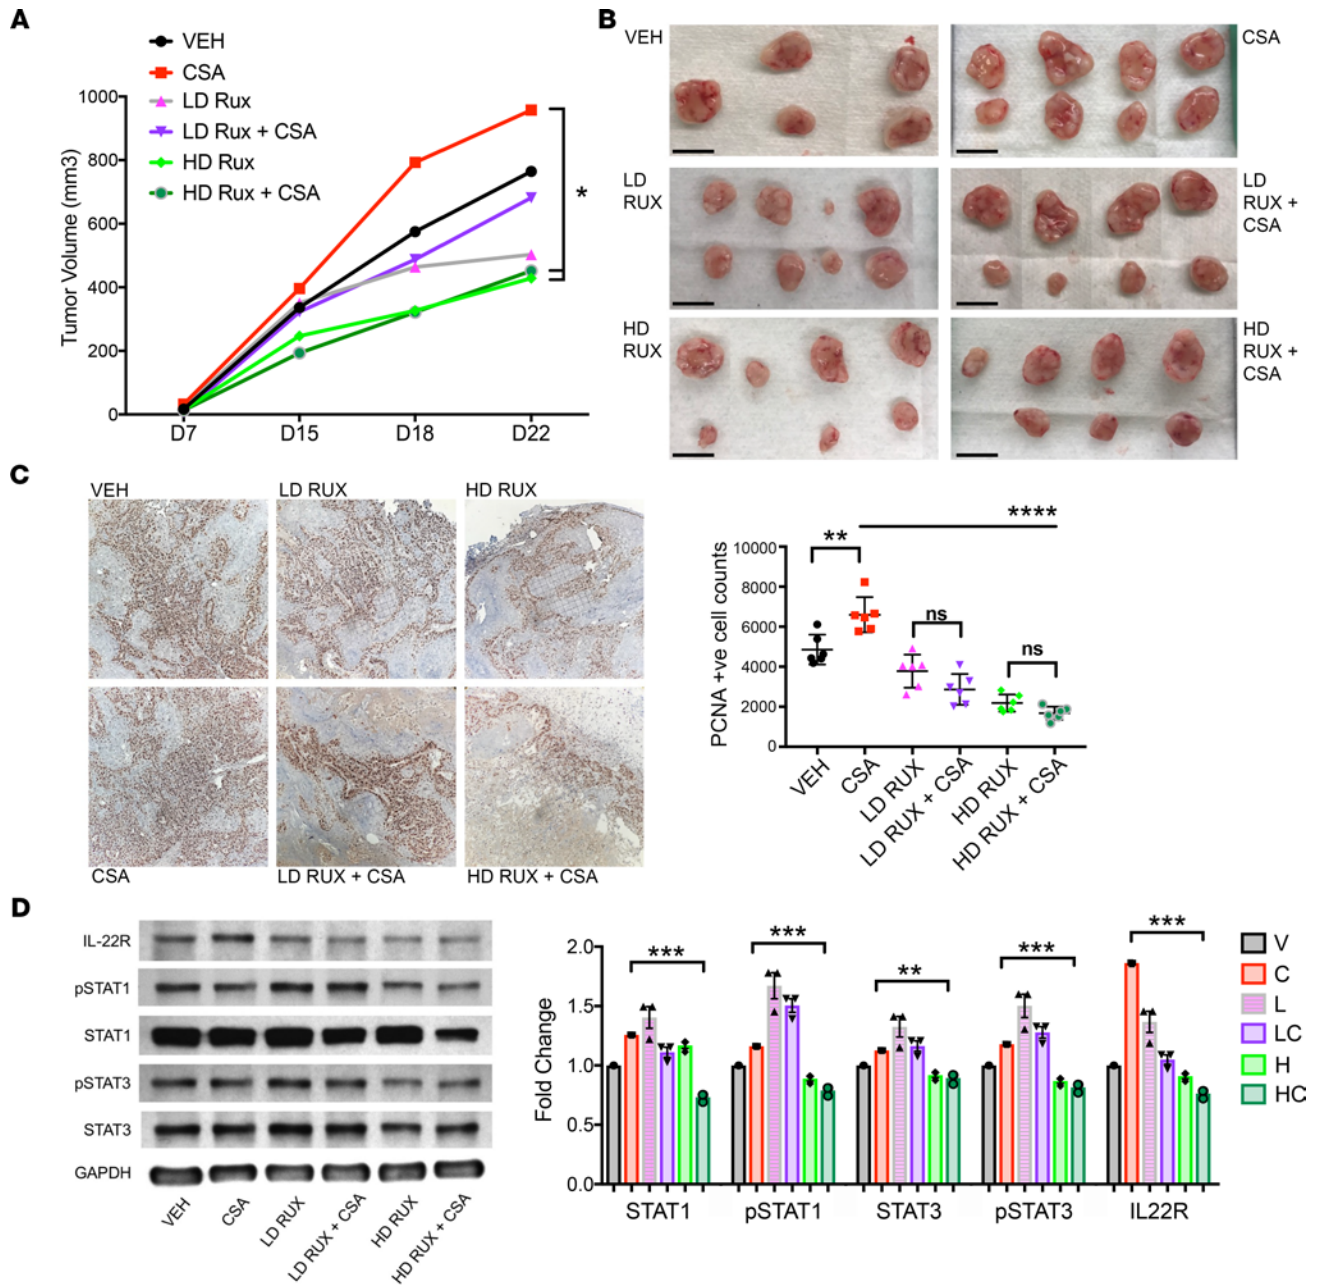 A
VEH
CSA
LD Rux
LD Rux + CSA
HD Rux
HD Rux + CSA
1000
800
600
400
200
0
Tumor Volume (mm3)
D7
D15
D18
D22
*
B
VEH
CSA
LD
RUX
LD
RUX +
CSA
HD
RUX
HD
RUX +
CSA
C
VEH
LD RUX
HD RUX
CSA
LD RUX + CSA
HD RUX + CSA
****
**
ns
ns
10000
8000
6000
4000
2000
0
PCNA +ve cell counts
VEH
CSA
LD RUX
LD RUX + CSA
HD RUX
HD RUX + CSA
D
IL-22R
pSTAT1
STAT1
pSTAT3
STAT3
GAPDH
VEH
CSA
LD RUX
LD RUX + CSA
HD RUX
HD RUX + CSA
2.0
1.5
1.0
0.5
0.0
Fold Change
***
***
**
***
***
STAT1
pSTAT1
STAT3
pSTAT3
IL22R
V
C
L
LC
H
HC